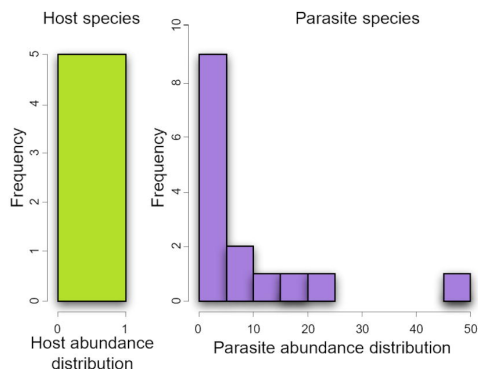 Host species
Frequency
5
4
3
2
1
0
0 1
Host abundance
distribution
Parasite species
Frequency
10
8
6
4
2
0
0 10 20 30 40 50
Parasite abundance distribution